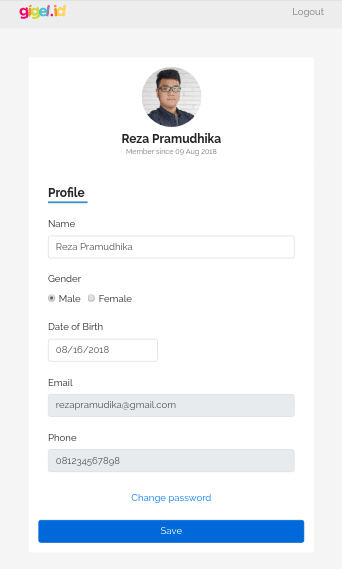 gigel.id
Logout
Reza Pramudhika
Member since 09 Aug 2018
Profile
Name
Reza Pramudhika
Gender
Male Female
Date of Birth
08/16/2018
Email
rezapramudika@gmail.com
Phone
081234567898
Change password
Save